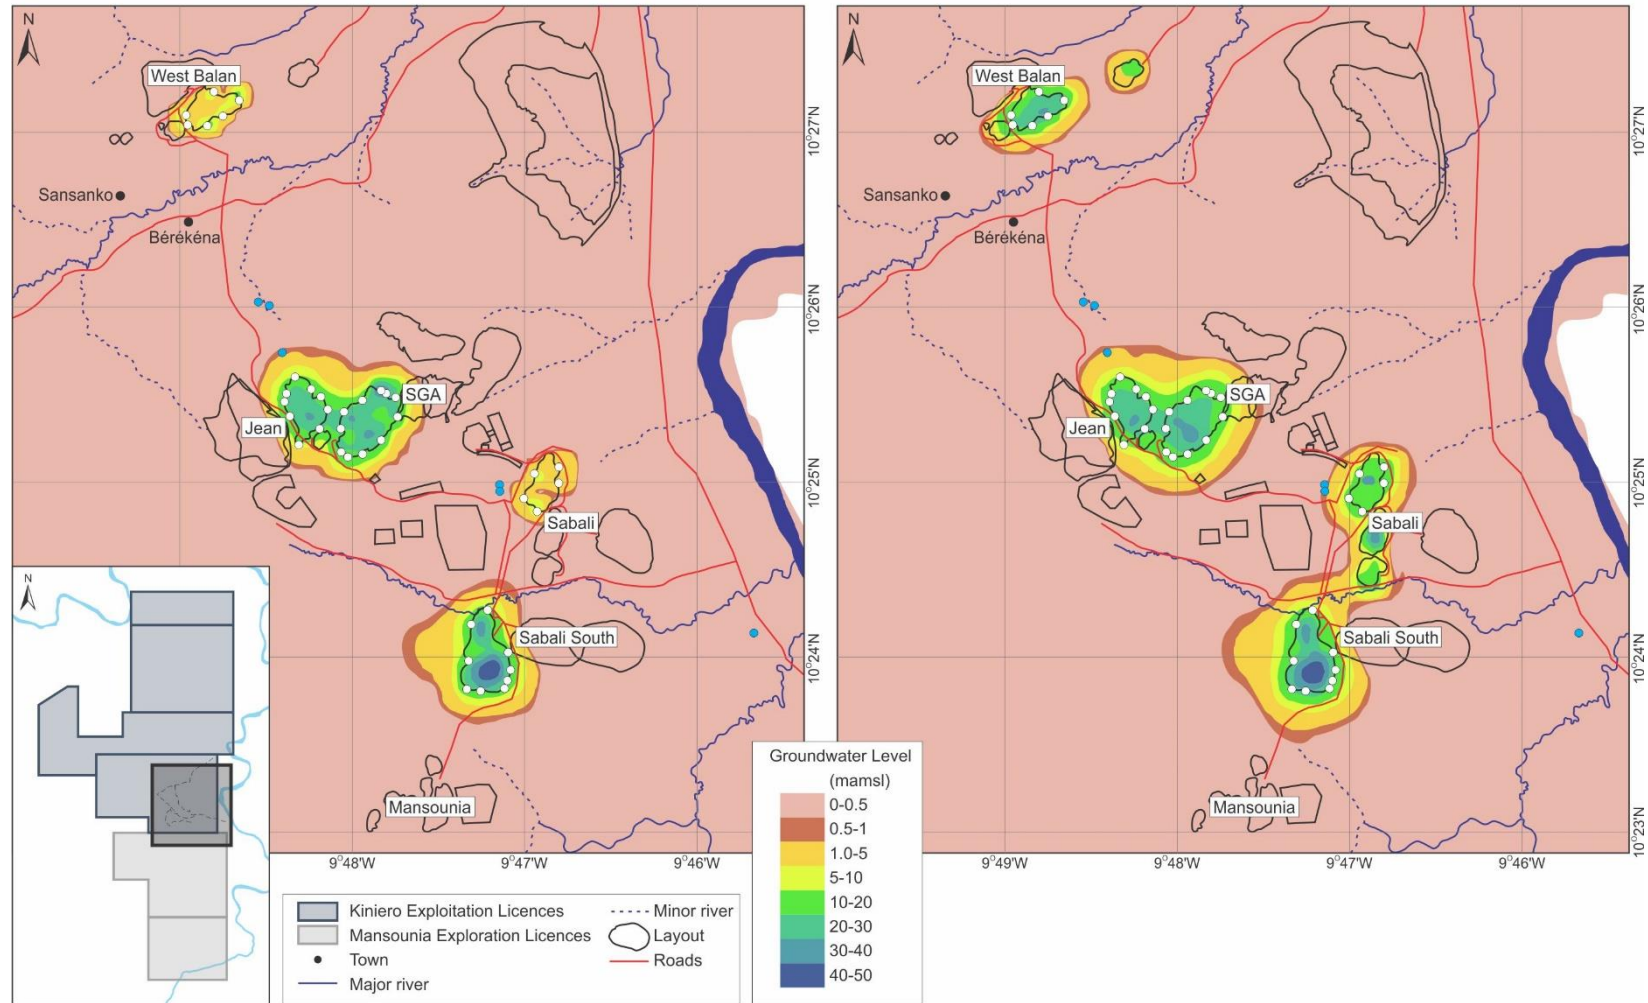 N
West Balan
Sansanko
Bérékéna
Jean
SGA
Sabali
Sabali South
Mansounia
10°27'N
10°26'N
10°25'N
10°24'N
10°23'N
9°48'W
9°47'W
9°46'W
N
N
West Balan
Sansanko
Bérékéna
Jean
SGA
Sabali
Sabali South
Mansounia
10°27'N
10°26'N
10°25'N
10°24'N
10°23'N
9°49'W
9°48'W
9°47'W
9°46'W
Kiniero Exploitation Licences
Mansounia Exploration Licences
Town
Major river
Minor river
Layout
Roads
Groundwater Level
(mamsl)
0-0.5
0.5-1
1.0-5
5-10
10-20
20-30
30-40
40-50